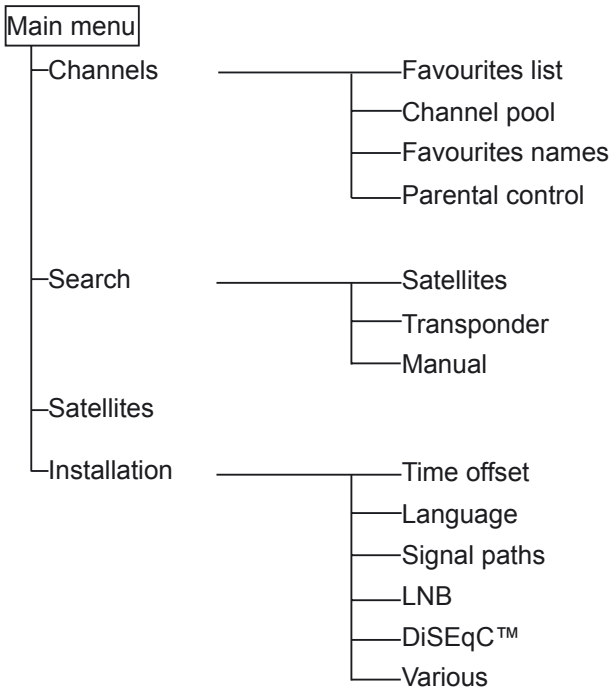 Main menu
Channels
Favourites list
Channel pool
Favourites names
Parental control
Search
Satellites
Transponder
Manual
Satellites
Installation
Time offset
Language
Signal paths
LNB
DiSEqC™
Various